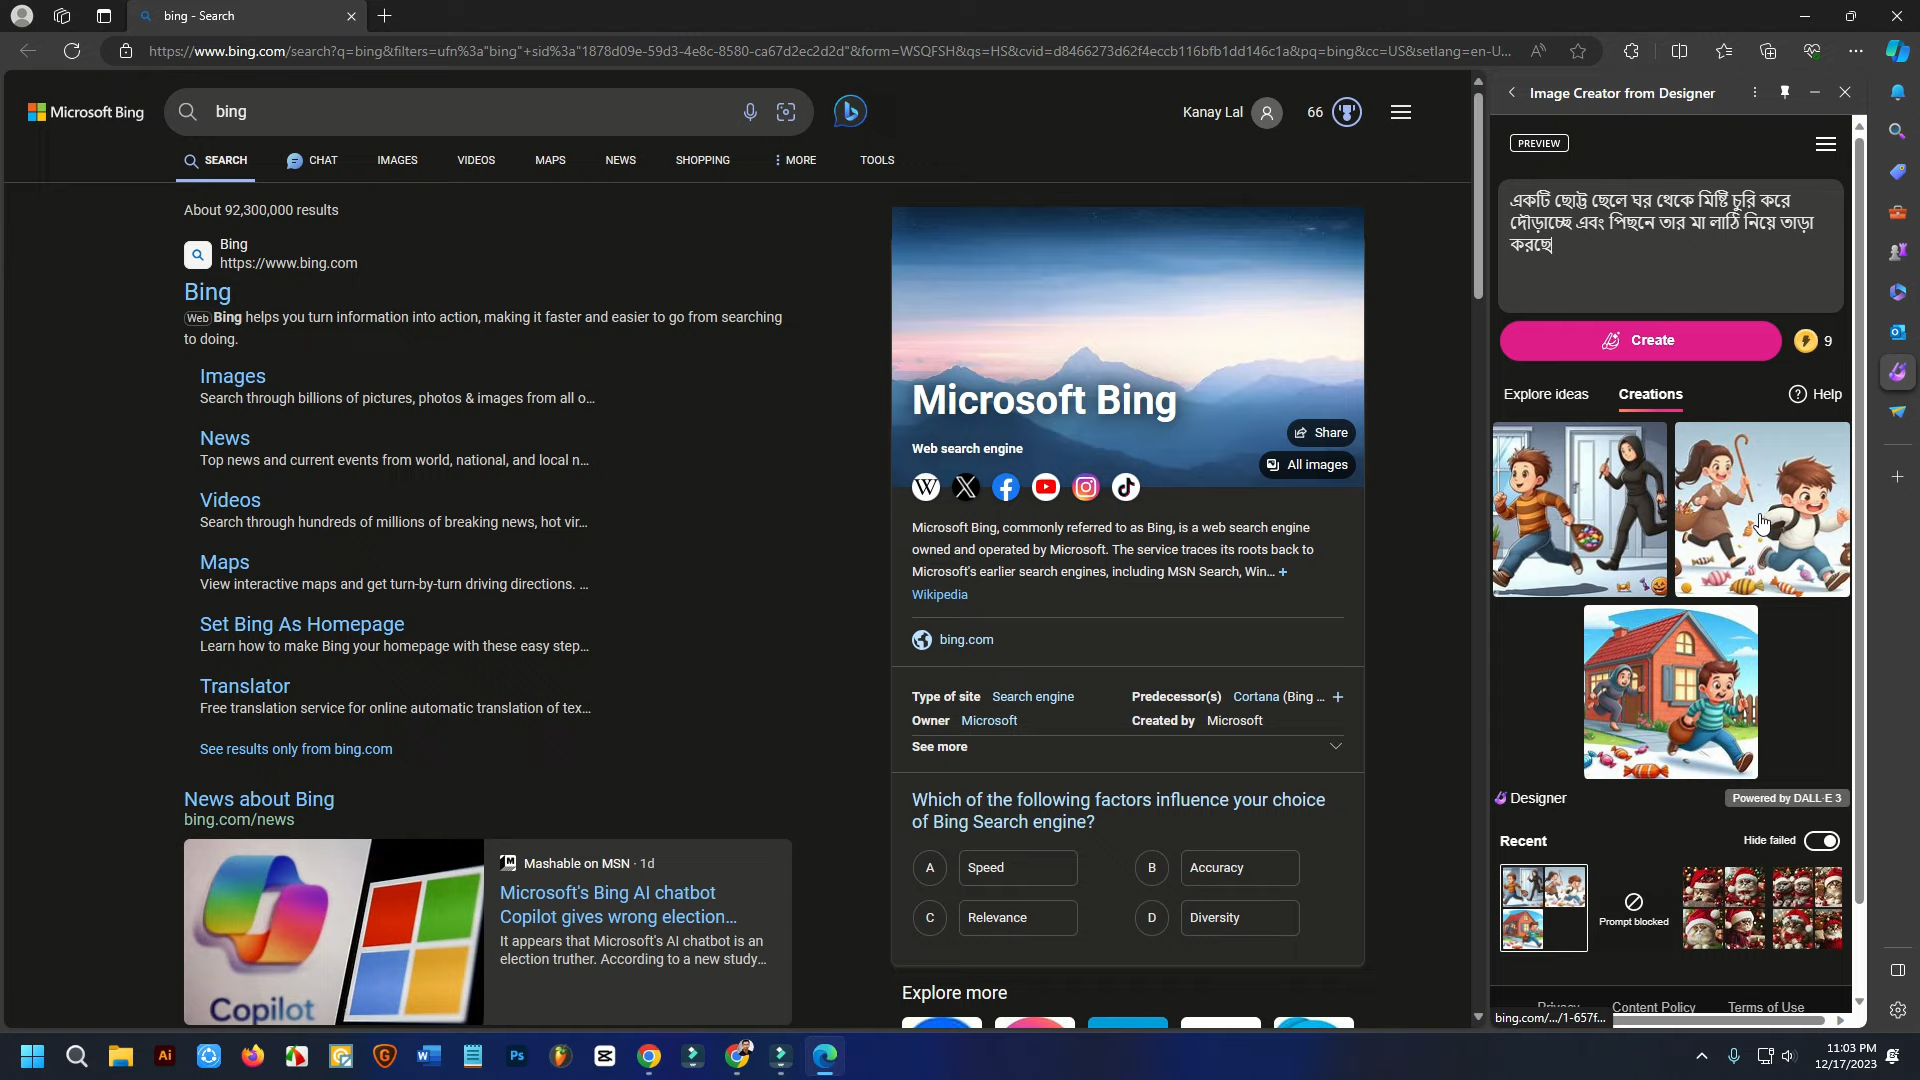 bing - Search
https://www.bing.com/search?q=bing&filters=ufn%3a"bing"+sid%3a"1878d09e-59d3-4e8c-8580-ca67d2ec2d2d"&form=WSQFSH&qs=HS&cvid=d8466273d62f4eccb116bfb1dd146c1a&pq=bing&cc=US&setlang=en-U...
Microsoft Bing
bing
Kanay Lal
66
SEARCH
CHAT
IMAGES
VIDEOS
MAPS
NEWS
SHOPPING
MORE
TOOLS
About 92,300,000 results
Bing
https://www.bing.com
Bing
Web Bing helps you turn information into action, making it faster and easier to go from searching
to doing.
Images
Search through billions of pictures, photos & images from all o...
News
Top news and current events from world, national, and local n...
Videos
Search through hundreds of millions of breaking news, hot vir...
Maps
View interactive maps and get turn-by-turn driving directions. ...
Set Bing As Homepage
Learn how to make Bing your homepage with these easy step...
Translator
Free translation service for online automatic translation of tex...
See results only from bing.com
News about Bing
bing.com/news
Copilot
Mashable on MSN · 1d
Microsoft's Bing AI chatbot
Copilot gives wrong election...
It appears that Microsoft's AI chatbot is an
election truther. According to a new study...
Microsoft Bing
Web search engine
Share
All images
Microsoft Bing, commonly referred to as Bing, is a web search engine
owned and operated by Microsoft. The service traces its roots back to
Microsoft's earlier search engines, including MSN Search, Win... +
Wikipedia
bing.com
Type of site Search engine
Predecessor(s) Cortana (Bing ... +
Owner Microsoft
Created by Microsoft
See more
Which of the following factors influence your choice
of Bing Search engine?
A Speed
B Accuracy
C Relevance
D Diversity
Explore more
Image Creator from Designer
PREVIEW
একটি ছোট্ট ছেলে ঘর থেকে মিষ্টি চুরি করে
দৌড়াচ্ছে এবং পিছনে তার মা লাঠি নিয়ে তাড়া
করছে
Create
9
Explore ideas
Creations
Help
Designer
Powered by DALL·E 3
Recent
Hide failed
Prompt blocked
Privacy
Content Policy
Terms of Use
bing.com/.../1-657f...
Ai
W
Ps
11:03 PM
12/17/2023